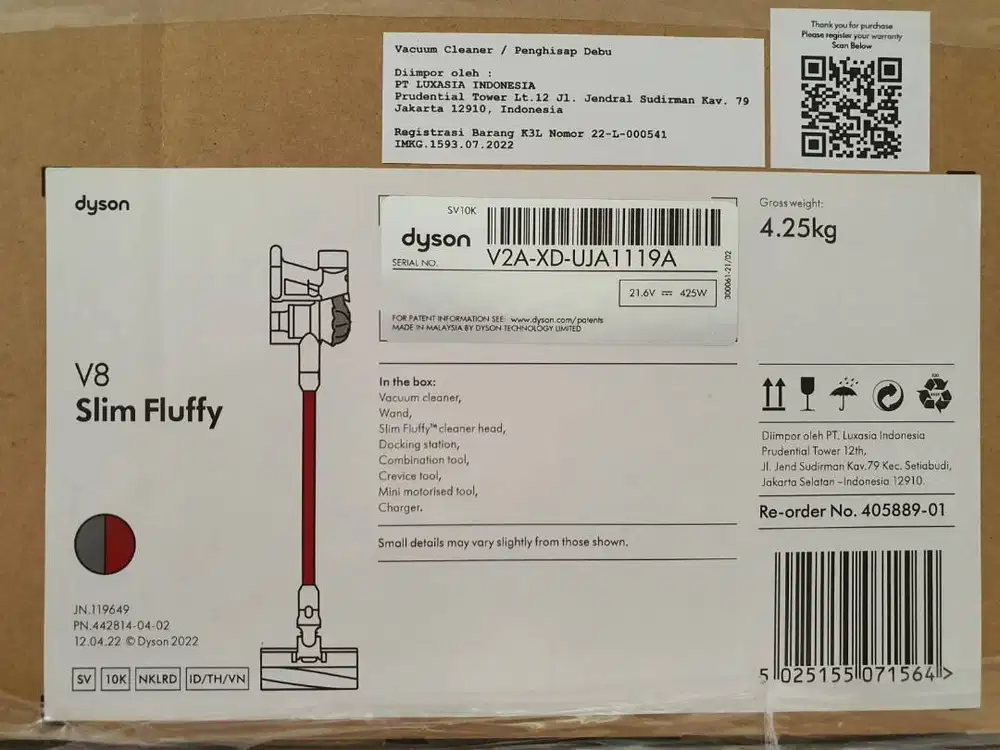 Thank you for purchase
Please register your warranty
Scan Below
Vacuum Cleaner / Penghisap Debu
Diimpor oleh :
PT LUXASIA INDONESIA
Prudential Tower Lt.12 Jl. Jendral Sudirman Kav. 79
Jakarta 12910, Indonesia
Registrasi Barang K3L Nomor 22-L-000541
IMKG.1593.07.2022
dyson
V8
Slim Fluffy
JN.119649
PN.442814-04-02
12.04.22 © Dyson 2022
SV
10K
NKLRD
ID/TH/VN
SV10K
dyson
SERIAL NO.
V2A-XD-UJA1119A
21.6V ⎓ 425W
300061-21/02
FOR PATENT INFORMATION SEE: www.dyson.com/patents
MADE IN MALAYSIA BY DYSON TECHNOLOGY LIMITED
In the box:
Vacuum cleaner,
Wand,
Slim Fluffy™ cleaner head,
Docking station,
Combination tool,
Crevice tool,
Mini motorised tool,
Charger.
Small details may vary slightly from those shown.
Gross weight:
4.25kg
Diimpor oleh PT. Luxasia Indonesia
Prudential Tower 12th,
Jl. Jend Sudirman Kav.79 Kec. Setiabudi,
Jakarta Selatan –Indonesia 12910.
Re-order No. 405889-01
5 025155 071564 >